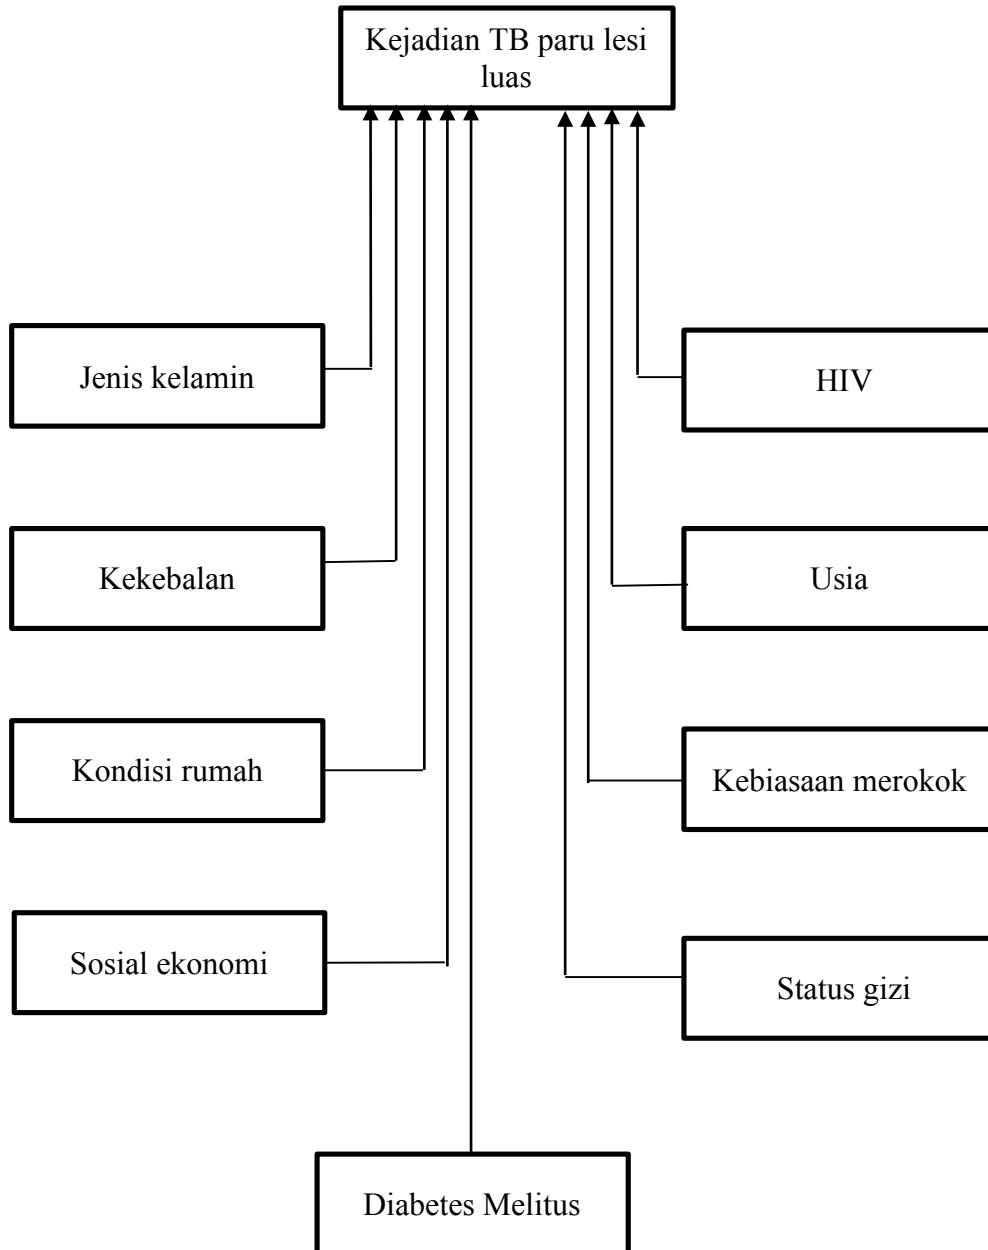 Kejadian TB paru lesi
luas
Jenis kelamin
HIV
Kekebalan
Usia
Kondisi rumah
Kebiasaan merokok
Sosial ekonomi
Status gizi
Diabetes Melitus